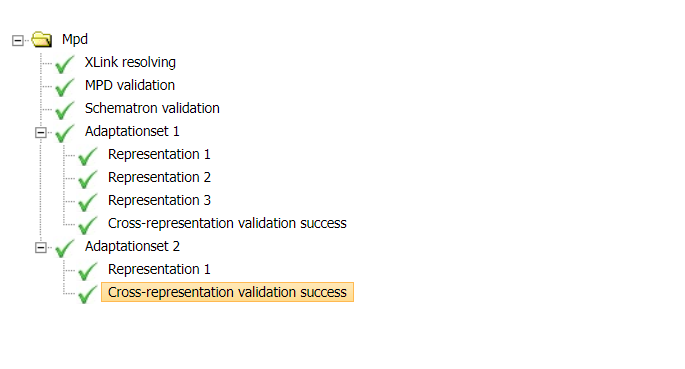 Mpd
XLink resolving
MPD validation
Schematron validation
Adaptationset 1
Representation 1
Representation 2
Representation 3
Cross-representation validation success
Adaptationset 2
Representation 1
Cross-representation validation success